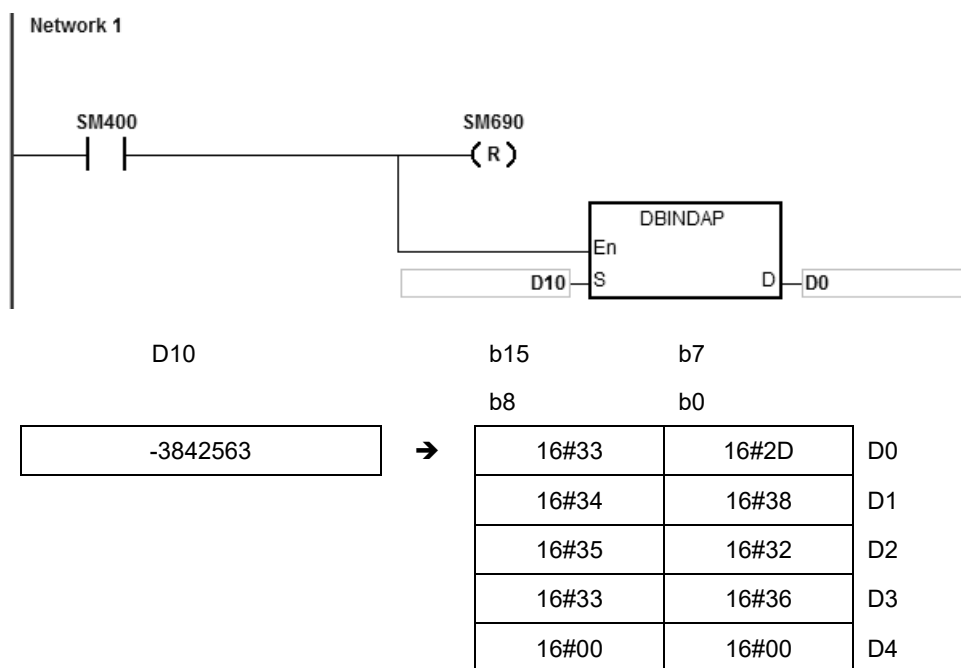 Network 1
SM400 SM690
( R )
DBINDAP
En
D10 S D D0
D10 b15 b7
b8 b0
-3842563 ➔ 16#33 16#2D D0
16#34 16#38 D1
16#35 16#32 D2
16#33 16#36 D3
16#00 16#00 D4